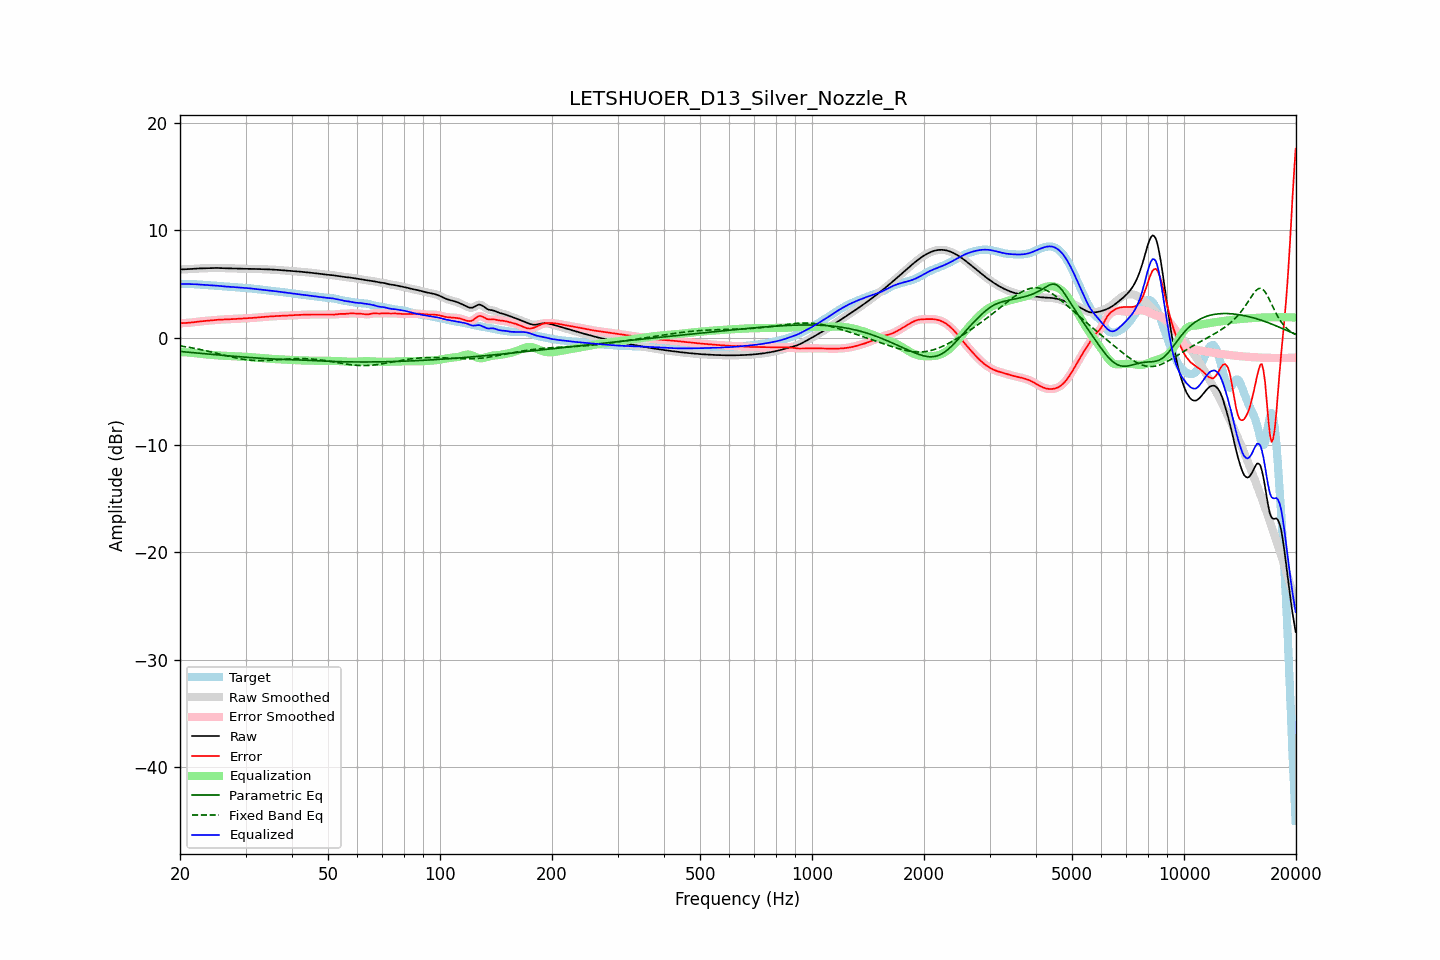 LETSHUOER_D13_Silver_Nozzle_R
20
10
0
−10
−20
−30
−40
Amplitude (dBr)
Target
Raw Smoothed
Error Smoothed
Raw
Error
Equalization
Parametric Eq
Fixed Band Eq
Equalized
20 50 100 200 500 1000 2000 5000 10000 20000
Frequency (Hz)